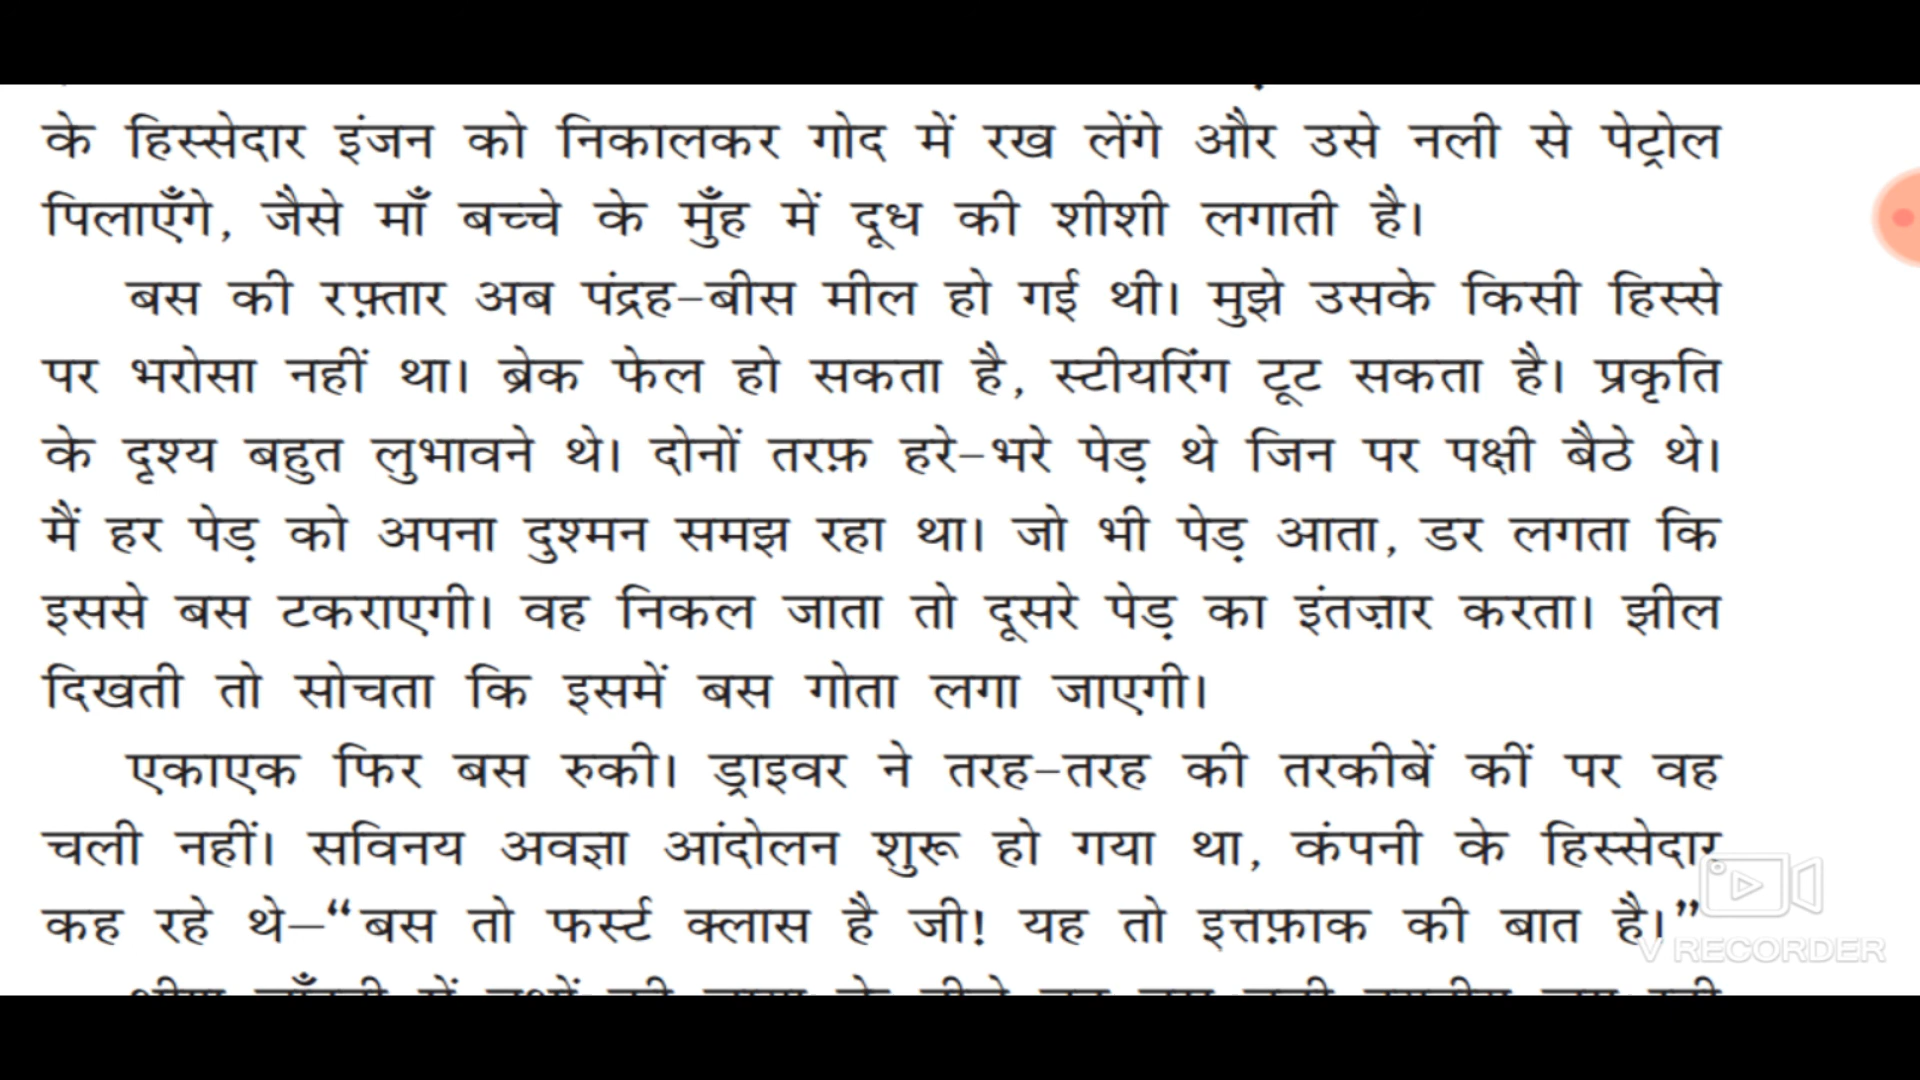 के हिस्सेदार इंजन को निकालकर गोद में रख लेंगे और उसे नली से पेट्रोल
पिलाएँगे, जैसे माँ बच्चे के मुँह में दूध की शीशी लगाती है।
बस की रफ़्तार अब पंद्रह-बीस मील हो गई थी। मुझे उसके किसी हिस्से
पर भरोसा नहीं था। ब्रेक फेल हो सकता है, स्टीयरिंग टूट सकता है। प्रकृति
के दृश्य बहुत लुभावने थे। दोनों तरफ़ हरे-भरे पेड़ थे जिन पर पक्षी बैठे थे।
मैं हर पेड़ को अपना दुश्मन समझ रहा था। जो भी पेड़ आता, डर लगता कि
इससे बस टकराएगी। वह निकल जाता तो दूसरे पेड़ का इंतज़ार करता। झील
दिखती तो सोचता कि इसमें बस गोता लगा जाएगी।
एकाएक फिर बस रुकी। ड्राइवर ने तरह-तरह की तरकीबें कीं पर वह
चली नहीं। सविनय अवज्ञा आंदोलन शुरू हो गया था, कंपनी के हिस्सेदार
कह रहे थे–“बस तो फर्स्ट क्लास है जी! यह तो इत्तफ़ाक की बात है।”
V RECORDER